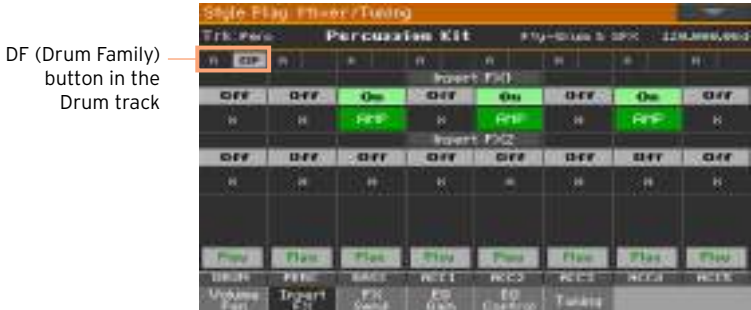 Style Play Mixer/Tuning
Percussion Kit
DF (Drum Family)
button in the
Drum track
Insert FX1
Off Off On Off On Off On Off
AMP AMP AMP
Insert FX2
Off Off Off Off Off Off Off Off
Play Play Play Play Play Play Play Play
DRUM PERC BASS ACC1 ACC2 ACC3 ACC4 ACC5
Volume Insert FX EQ EQ Tuning
Pan FX Send Gain Control